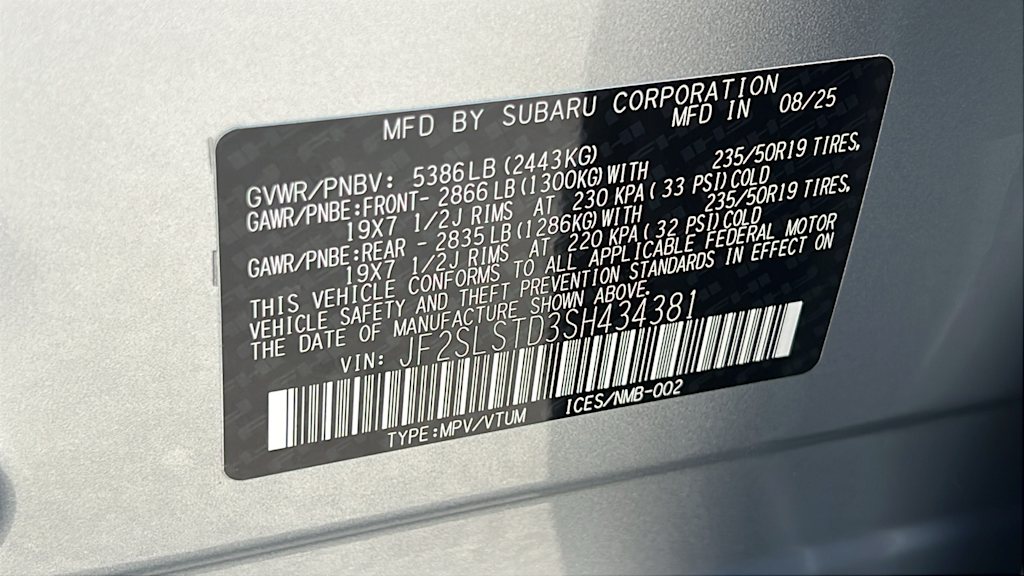 MFD BY SUBARU CORPORATION
MFD IN 08/25
GVWR/PNBV: 5386LB (2443KG)
GAWR/PNBE:FRONT- 2866LB (1300KG)WITH 235/50R19 TIRES,
19X7 1/2J RIMS AT 230 KPA( 33 PSI)COLD
GAWR/PNBE:REAR - 2835LB (1286KG)WITH 235/50R19 TIRES,
19X7 1/2J RIMS AT 220 KPA( 32 PSI)COLD
THIS VEHICLE CONFORMS TO ALL APPLICABLE FEDERAL MOTOR
VEHICLE SAFETY AND THEFT PREVENTION STANDARDS IN EFFECT ON
THE DATE OF MANUFACTURE SHOWN ABOVE.
VIN: JF2SLSTD3SH434381
TYPE:MPV/VTUM ICES/NMB-002